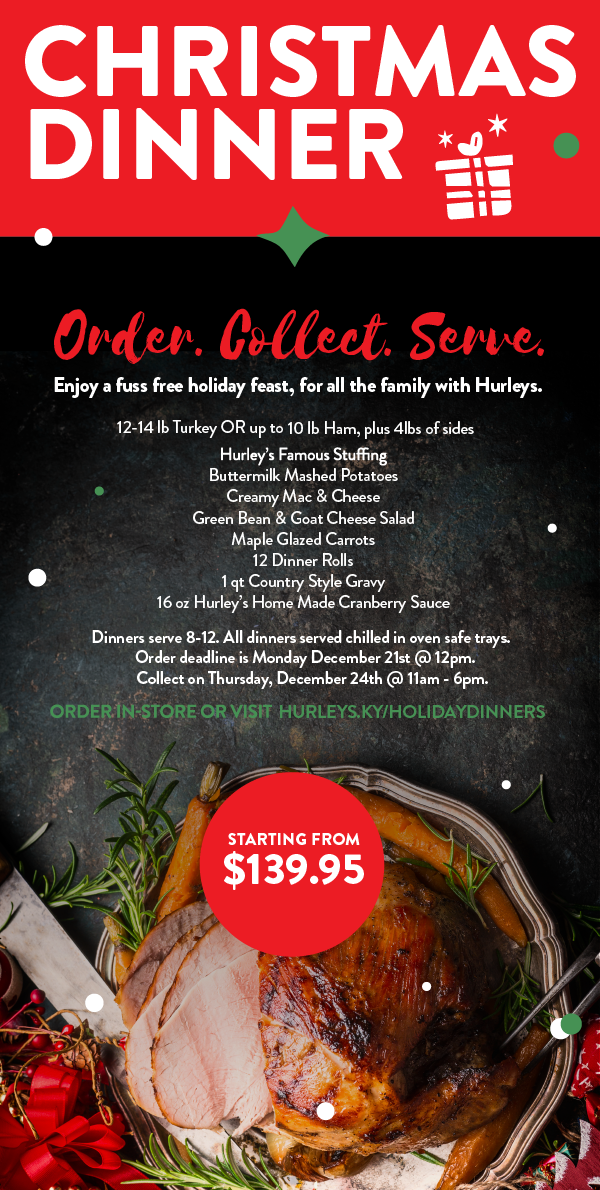 CHRISTMAS
DINNER
Order. Collect. Serve.
Enjoy a fuss free holiday feast, for all the family with Hurleys.
12-14 lb Turkey OR up to 10 lb Ham, plus 4lbs of sides
Hurley's Famous Stuffing
Buttermilk Mashed Potatoes
Creamy Mac & Cheese
Green Bean & Goat Cheese Salad
Maple Glazed Carrots
12 Dinner Rolls
1 qt Country Style Gravy
16 oz Hurley's Home Made Cranberry Sauce
Dinners serve 8-12. All dinners served chilled in oven safe trays.
Order deadline is Monday December 21st @ 12pm.
Collect on Thursday, December 24th @ 11am - 6pm.
ORDER IN-STORE OR VISIT HURLEYS.KY/HOLIDAYDINNERS
STARTING FROM
$139.95